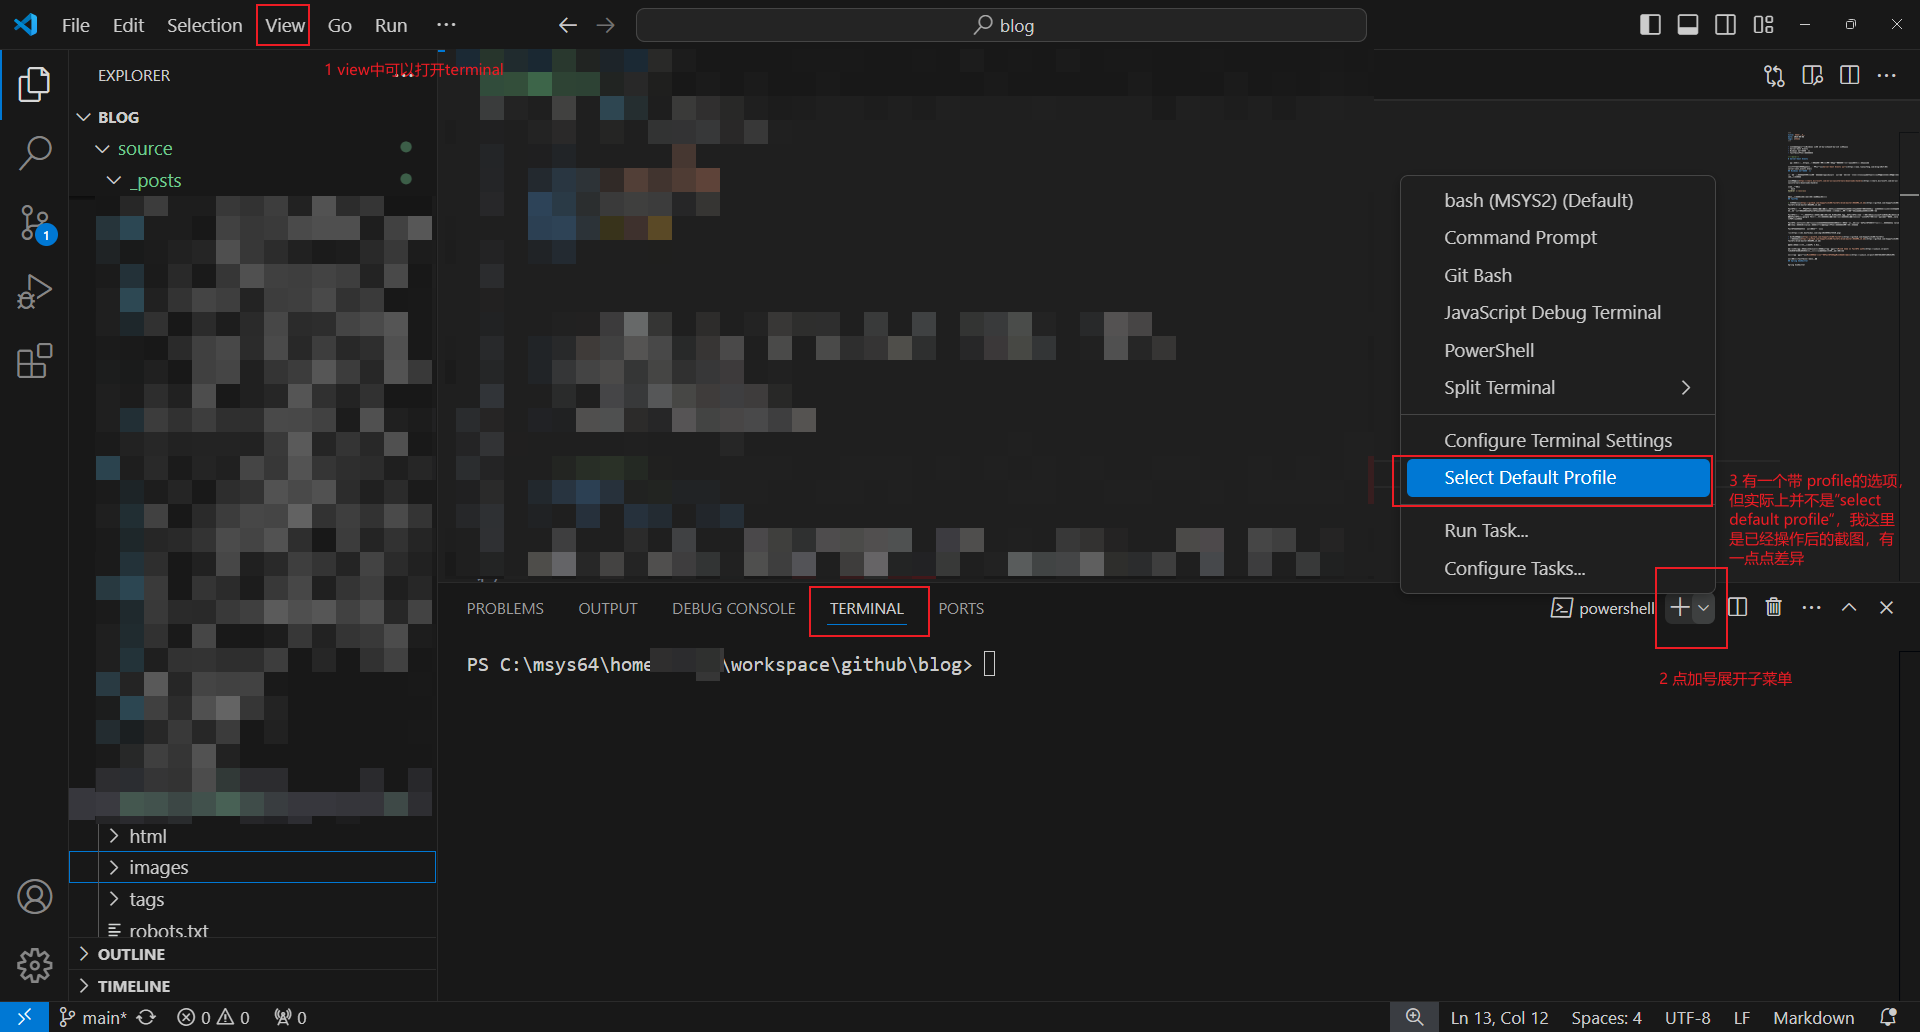 File Edit Selection View Go Run ···
blog
EXPLORER
1 view中可以打开terminal
BLOG
source
_posts
1
html
images
tags
robots.txt
OUTLINE
TIMELINE
bash (MSYS2) (Default)
Command Prompt
Git Bash
JavaScript Debug Terminal
PowerShell
Split Terminal
Configure Terminal Settings
Select Default Profile
Run Task...
Configure Tasks...
3 有一个带 profile的选项,
但实际上并不是"select
default profile", 我这里
是已经操作后的截图, 有
一点点差异
PROBLEMS OUTPUT DEBUG CONSOLE TERMINAL PORTS
powershell
2 点加号展开子菜单
PS C:\msys64\home \workspace\github\blog>
main* 0 0 0
Ln 13, Col 12 Spaces: 4 UTF-8 LF Markdown